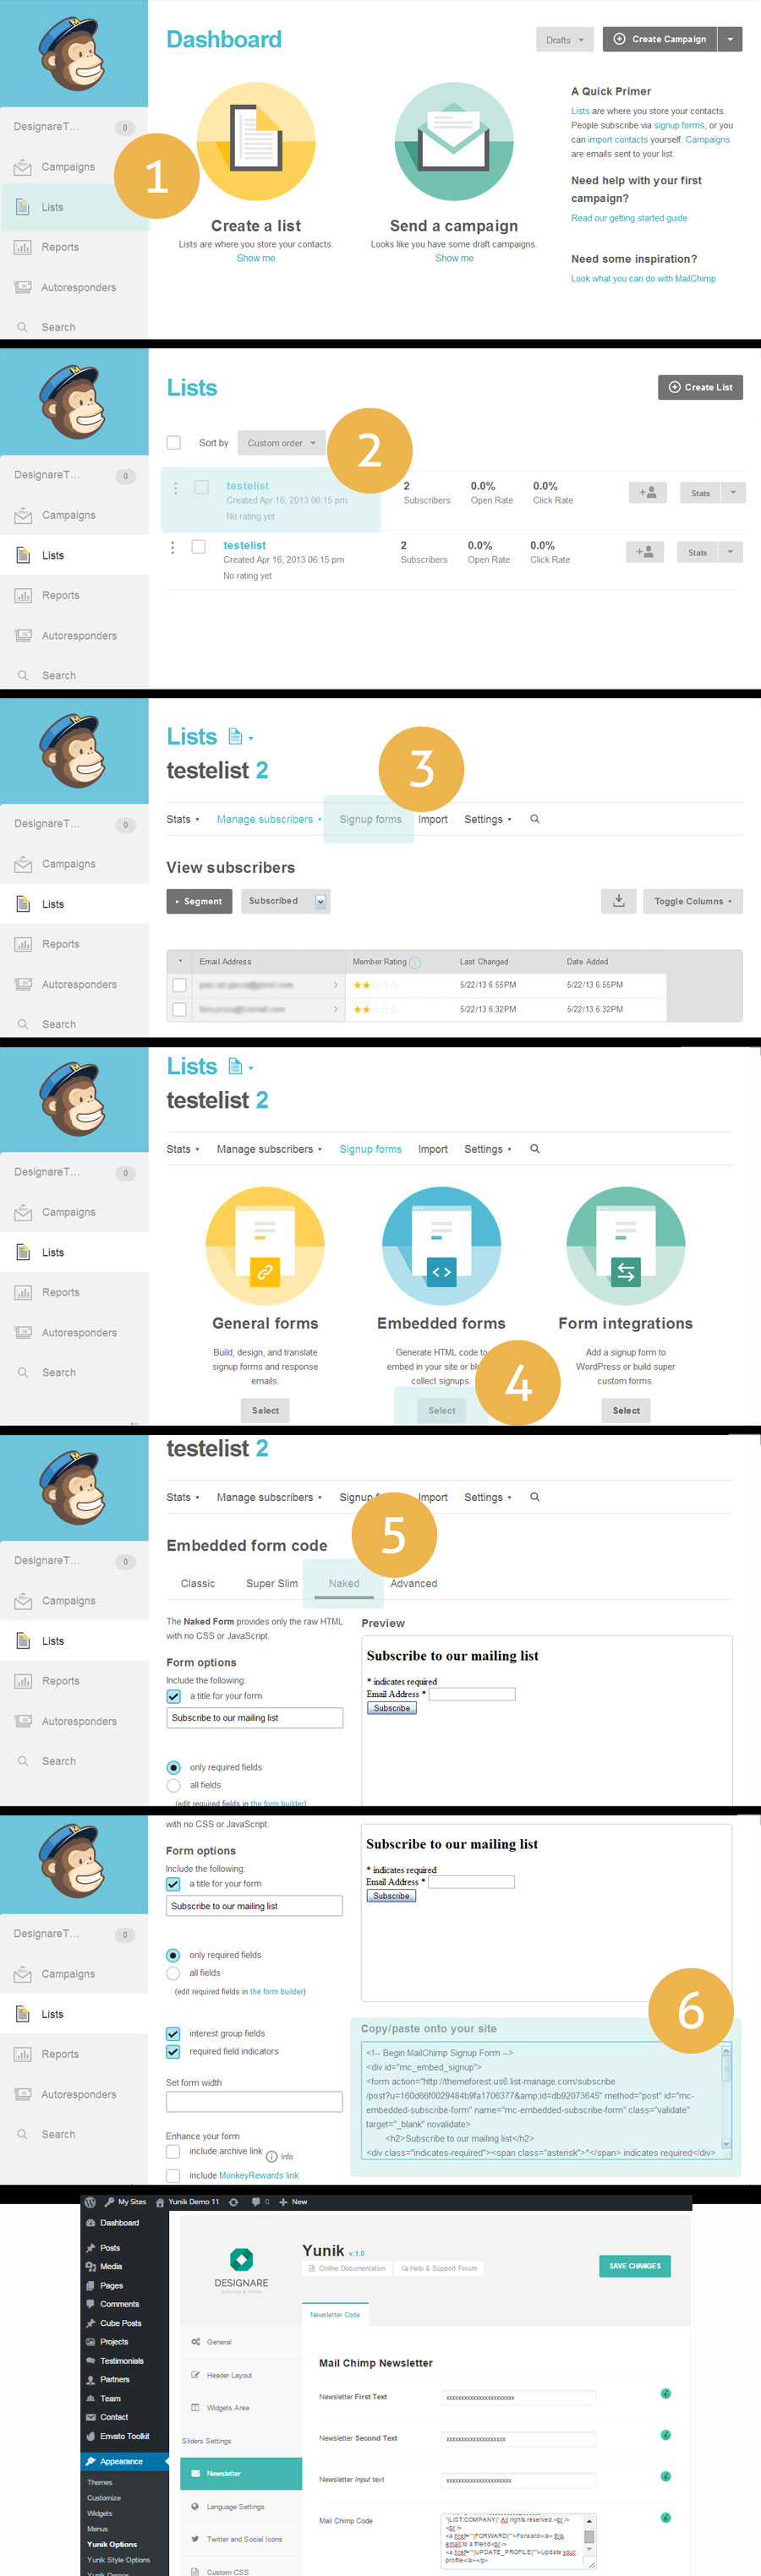 Dashboard
Drafts
Create Campaign
DesignareT... 0
Campaigns
Lists
Reports
Autoresponders
Search
1
Create a list
Lists are where you store your contacts.
Show me
Send a campaign
Looks like you have some draft campaigns.
Show me
A Quick Primer
Lists are where you store your contacts.
People subscribe via signup forms, or you
can import contacts yourself. Campaigns
are emails sent to your list.
Need help with your first
campaign?
Read our getting started guide
Need some inspiration?
Look what you can do with MailChimp
Lists
Create List
DesignareT... 0
Campaigns
Lists
Reports
Autoresponders
Search
Sort by Custom order
2
testelist
Created Apr 16, 2013 06:15 pm
No rating yet
2 Subscribers
0.0% Open Rate
0.0% Click Rate
Stats
testelist
Created Apr 16, 2013 06:15 pm
No rating yet
2 Subscribers
0.0% Open Rate
0.0% Click Rate
Stats
Lists
testelist 2
3
DesignareT... 0
Campaigns
Lists
Reports
Autoresponders
Search
Stats Manage subscribers Signup forms Import Settings
View subscribers
Segment Subscribed Toggle Columns
Email Address Member Rating Last Changed Date Added
5/22/13 6:55PM 5/22/13 6:55PM
5/22/13 6:32PM 5/22/13 6:32PM
Lists
testelist 2
DesignareT... 0
Campaigns
Lists
Reports
Autoresponders
Search
Stats Manage subscribers Signup forms Import Settings
General forms
Build, design, and translate
signup forms and response
emails.
Select
Embedded forms
Generate HTML code to
embed in your site or
collect signups.
Select
4
Form integrations
Add a signup form to
WordPress or build super
custom forms.
Select
testelist 2
DesignareT... 0
Campaigns
Lists
Reports
Autoresponders
Search
Stats Manage subscribers Signup Import Settings
5
Embedded form code
Classic Super Slim Naked Advanced
The Naked Form provides only the raw HTML
with no CSS or JavaScript.
Form options
Include the following:
a title for your form
Subscribe to our mailing list
only required fields
all fields
(edit required fields in the form builder)
Preview
Subscribe to our mailing list
* indicates required
Email Address *
Subscribe
with no CSS or JavaScript.
Form options
Include the following:
a title for your form
Subscribe to our mailing list
only required fields
all fields
(edit required fields in the form builder)
interest group fields
required field indicators
Set form width
Enhance your form
include archive link Info
include MonkeyRewards link
DesignareT... 0
Campaigns
Lists
Reports
Autoresponders
Search
Subscribe to our mailing list
* indicates required
Email Address *
Subscribe
6
Copy/paste onto your site
<!-- Begin MailChimp Signup Form -->
<div id="mc_embed_signup">
<form action="http://themeforest.us6.list-manage.com/subscribe
/post?u=160d66f0029484b9fa1706377&amp;id=db92073645" method="post" id="mc-
embedded-subscribe-form" name="mc-embedded-subscribe-form" class="validate"
target="_blank" novalidate>
<h2>Subscribe to our mailing list</h2>
<div class="indicates-required"><span class="asterisk">*</span> indicates required</div>
My Sites Yunik Demo 11 0 New
Dashboard
Posts
Media
Pages
Comments
Cube Posts
Projects
Testimonials
Partners
Team
Contact
Envato Toolkit
Appearance
Themes
Customize
Widgets
Menus
Yunik Options
Yunik Style Options
Yunik Demos
DESIGNARE
Yunik v.1.0
Online Documentation Help & Support Forum
SAVE CHANGES
Newsletter Code
General
Header Layout
Widgets Area
Sliders Settings
Newsletter
Language Settings
Twitter and Social Icons
Custom CSS
Mail Chimp Newsletter
Newsletter First Text xxxxxxxxxxxxxxxxxxxxxxx
Newsletter Second Text xxxxxxxxxxxxxxxxxxxx
Newsletter Input text xxxxxxxxxxxxxxxxxxxxxx
Mail Chimp Code
*|LIST:COMPANY|* All rights reserved.<br />
<br />
<a href="*|FORWARD|*">Forward</a> this
email to a friend<br />
<a href="*|UPDATE_PROFILE|*">Update your
profile</a></p>